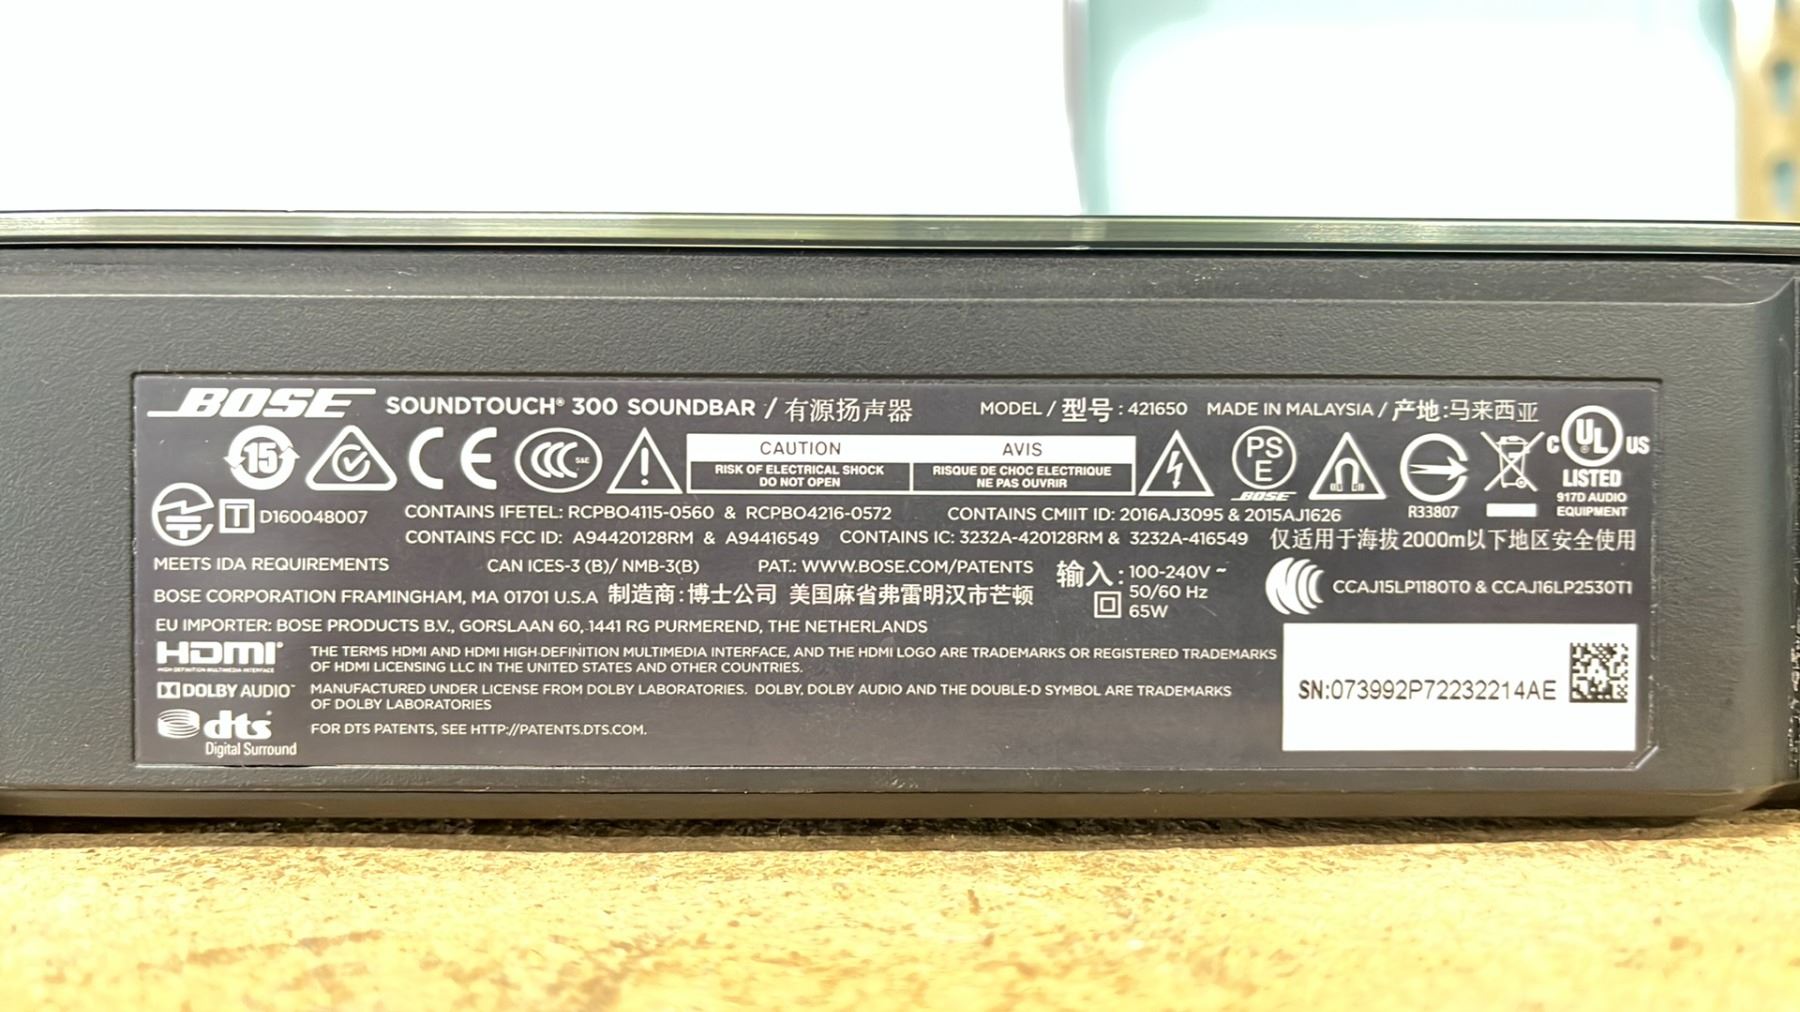 BOSE SOUNDTOUCH® 300 SOUNDBAR / 有源扬声器 MODEL / 型号 : 421650 MADE IN MALAYSIA / 产地:马来西亚
15 CE CCC S&E CAUTION AVIS PS E BOSE C UL US
RISK OF ELECTRICAL SHOCK DO NOT OPEN RISQUE DE CHOC ELECTRIQUE NE PAS OUVRIR
R33807 LISTED
917D AUDIO EQUIPMENT
T D160048007 CONTAINS IFETEL: RCPBO4115-0560 & RCPBO4216-0572 CONTAINS CMIIT ID: 2016AJ3095 & 2015AJ1626
CONTAINS FCC ID: A94420128RM & A94416549 CONTAINS IC: 3232A-420128RM & 3232A-416549 仅适用于海拔2000m以下地区安全使用
MEETS IDA REQUIREMENTS CAN ICES-3 (B)/ NMB-3(B) PAT.: WWW.BOSE.COM/PATENTS 输入 : 100-240V ~
50/60 Hz
65W
CCAJ15LP1180T0 & CCAJ16LP2530T1
BOSE CORPORATION FRAMINGHAM, MA 01701 U.S.A 制造商:博士公司 美国麻省弗雷明汉市芒顿
EU IMPORTER: BOSE PRODUCTS B.V., GORSLAAN 60, 1441 RG PURMEREND, THE NETHERLANDS
HDMI® HIGH-DEFINITION MULTIMEDIA INTERFACE
THE TERMS HDMI AND HDMI HIGH-DEFINITION MULTIMEDIA INTERFACE, AND THE HDMI LOGO ARE TRADEMARKS OR REGISTERED TRADEMARKS
OF HDMI LICENSING LLC IN THE UNITED STATES AND OTHER COUNTRIES.
DOLBY AUDIO™ MANUFACTURED UNDER LICENSE FROM DOLBY LABORATORIES. DOLBY, DOLBY AUDIO AND THE DOUBLE-D SYMBOL ARE TRADEMARKS
OF DOLBY LABORATORIES
dts Digital Surround
FOR DTS PATENTS, SEE HTTP://PATENTS.DTS.COM.
SN:073992P72232214AE